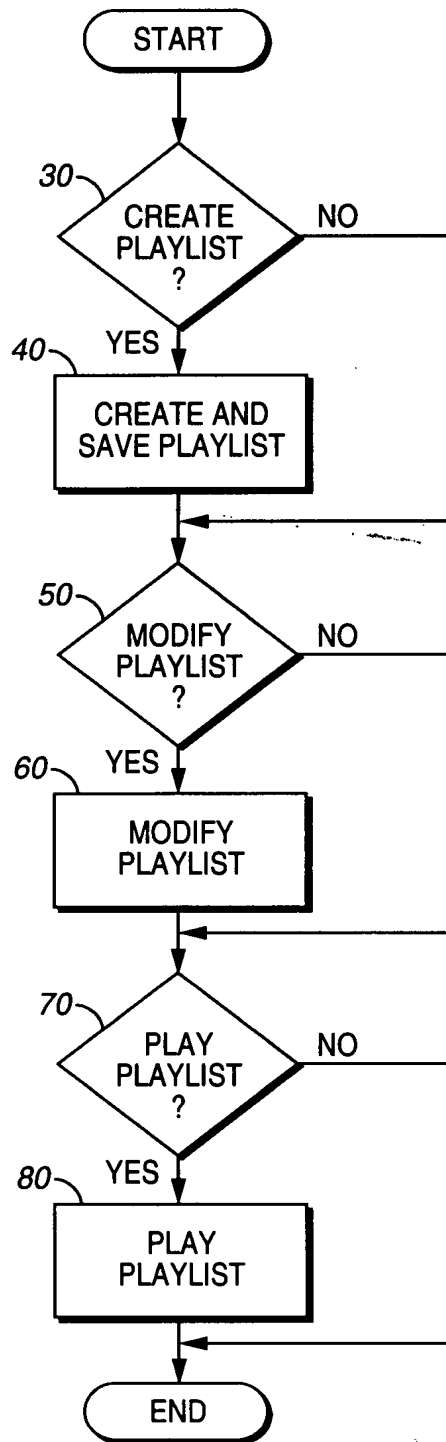 START
30
CREATE
PLAYLIST
?
NO
YES
40
CREATE AND
SAVE PLAYLIST
50
MODIFY
PLAYLIST
?
NO
YES
60
MODIFY
PLAYLIST
70
PLAY
PLAYLIST
?
NO
YES
80
PLAY
PLAYLIST
END